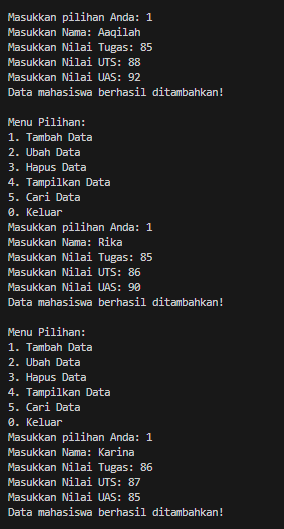 Masukkan pilihan Anda: 1
Masukkan Nama: Aaqilah
Masukkan Nilai Tugas: 85
Masukkan Nilai UTS: 88
Masukkan Nilai UAS: 92
Data mahasiswa berhasil ditambahkan!
Menu Pilihan:
1. Tambah Data
2. Ubah Data
3. Hapus Data
4. Tampilkan Data
5. Cari Data
0. Keluar
Masukkan pilihan Anda: 1
Masukkan Nama: Rika
Masukkan Nilai Tugas: 85
Masukkan Nilai UTS: 86
Masukkan Nilai UAS: 90
Data mahasiswa berhasil ditambahkan!
Menu Pilihan:
1. Tambah Data
2. Ubah Data
3. Hapus Data
4. Tampilkan Data
5. Cari Data
0. Keluar
Masukkan pilihan Anda: 1
Masukkan Nama: Karina
Masukkan Nilai Tugas: 86
Masukkan Nilai UTS: 87
Masukkan Nilai UAS: 85
Data mahasiswa berhasil ditambahkan!